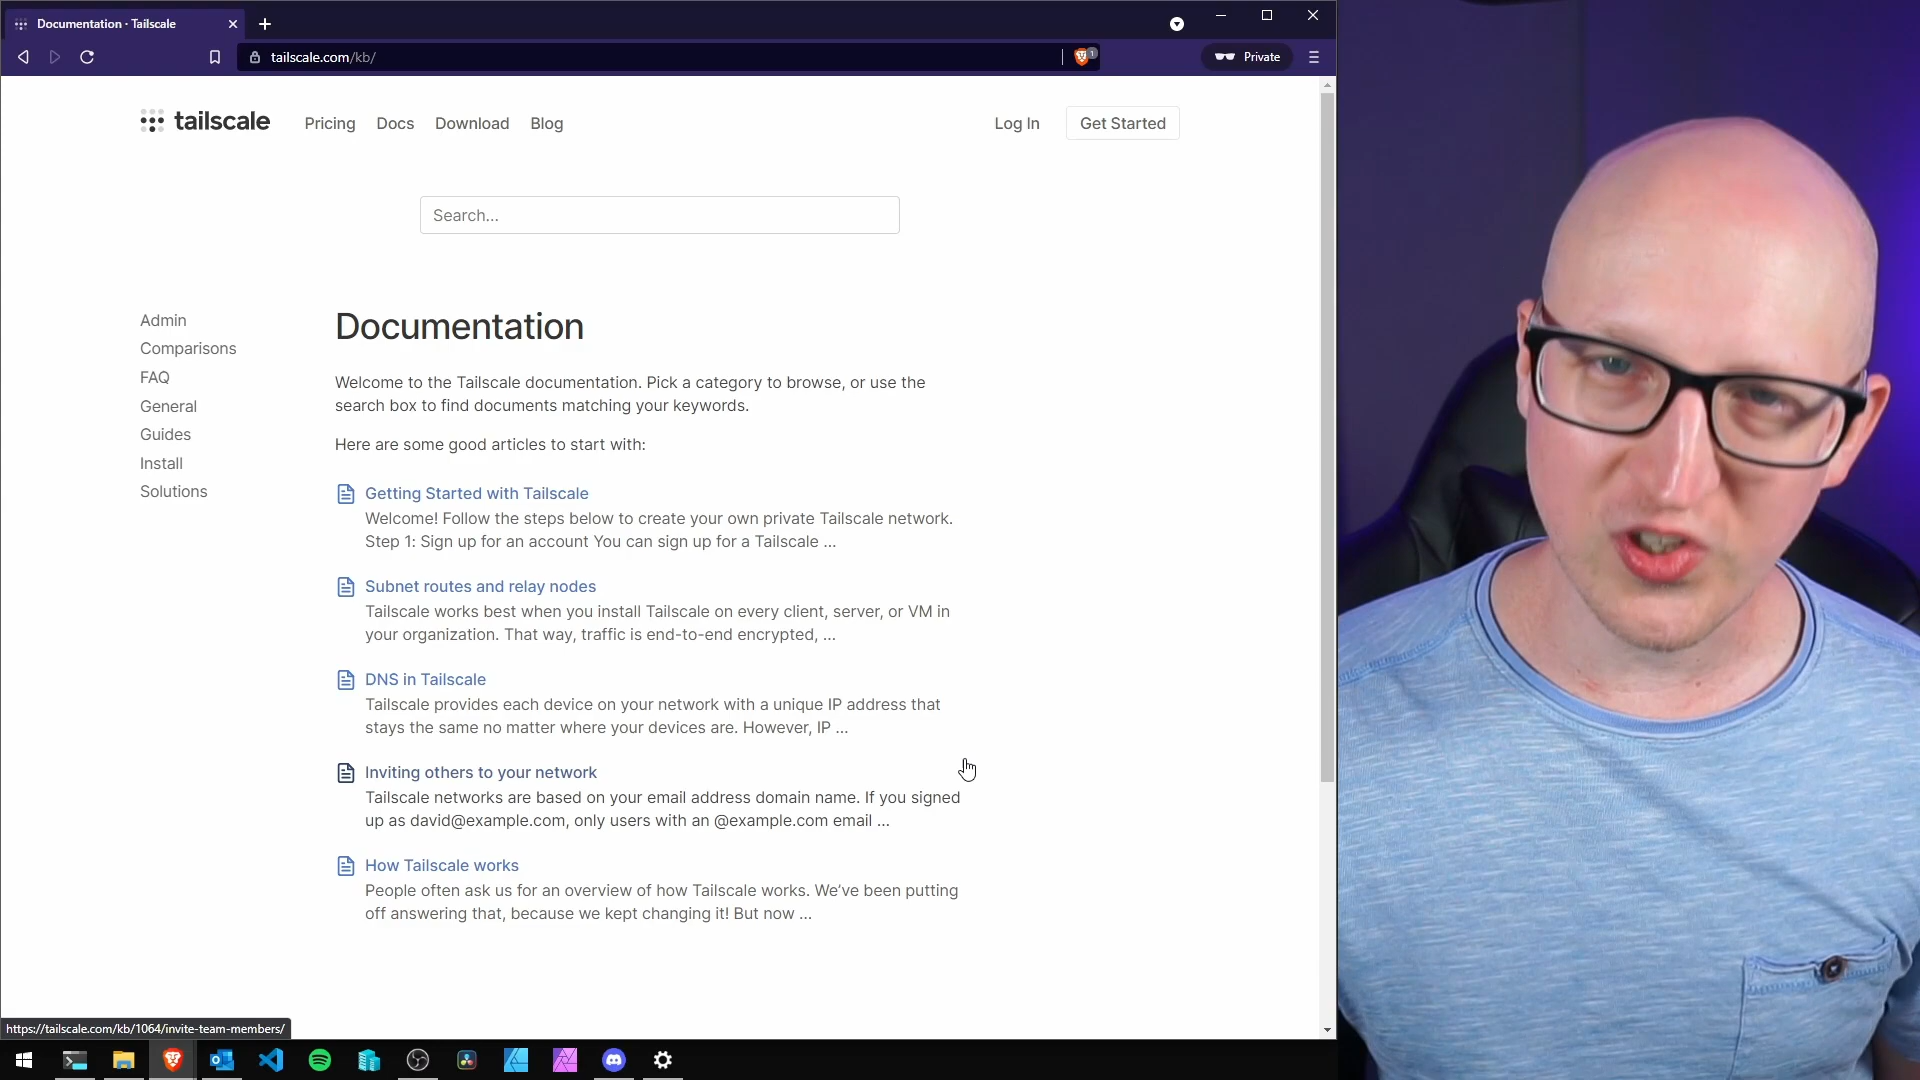 Documentation · Tailscale
tailscale.com/kb/
1
Private
tailscale
Pricing
Docs
Download
Blog
Log In
Get Started
Search...
Admin
Comparisons
FAQ
General
Guides
Install
Solutions
Documentation
Welcome to the Tailscale documentation. Pick a category to browse, or use the
search box to find documents matching your keywords.
Here are some good articles to start with:
Getting Started with Tailscale
Welcome! Follow the steps below to create your own private Tailscale network.
Step 1: Sign up for an account You can sign up for a Tailscale ...
Subnet routes and relay nodes
Tailscale works best when you install Tailscale on every client, server, or VM in
your organization. That way, traffic is end-to-end encrypted, ...
DNS in Tailscale
Tailscale provides each device on your network with a unique IP address that
stays the same no matter where your devices are. However, IP ...
Inviting others to your network
Tailscale networks are based on your email address domain name. If you signed
up as david@example.com, only users with an @example.com email ...
How Tailscale works
People often ask us for an overview of how Tailscale works. We’ve been putting
off answering that, because we kept changing it! But now ...
https://tailscale.com/kb/1064/invite-team-members/